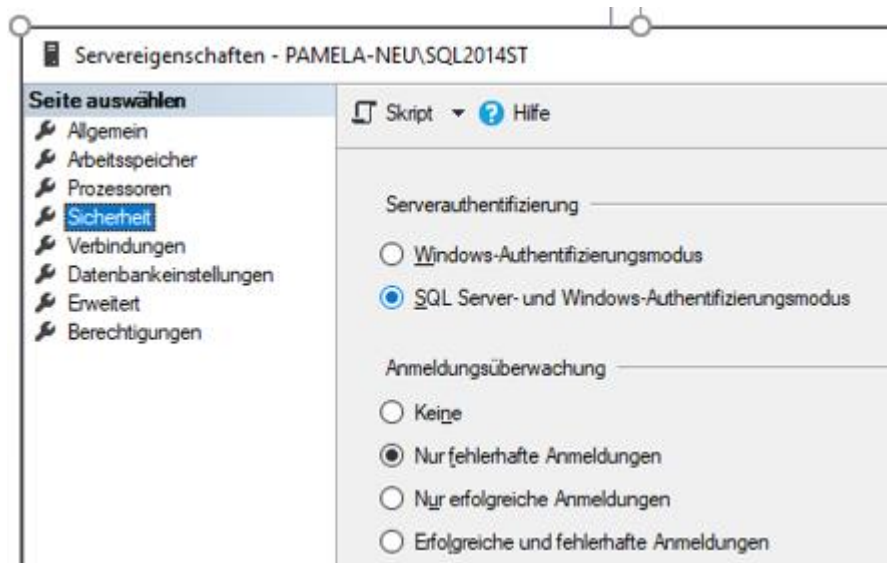 Servereigenschaften - PAMELA-NEU\SQL2014ST
Seite auswählen
Allgemein
Arbeitsspeicher
Prozessoren
Sicherheit
Verbindungen
Datenbankeinstellungen
Erweitert
Berechtigungen
Skript
Hilfe
Serverauthentifizierung
Windows-Authentifizierungsmodus
SQL Server- und Windows-Authentifizierungsmodus
Anmeldungsüberwachung
Keine
Nur fehlerhafte Anmeldungen
Nur erfolgreiche Anmeldungen
Erfolgreiche und fehlerhafte Anmeldungen